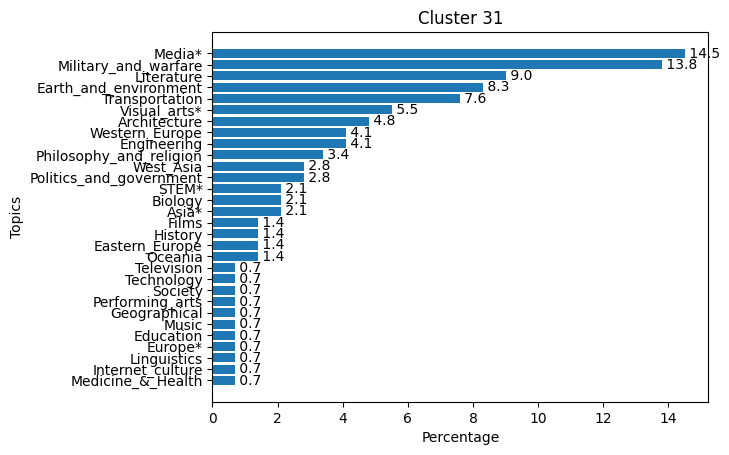 Cluster 31
Media* 14.5
Military_and_warfare 13.8
Literature 9.0
Earth_and_environment 8.3
Transportation 7.6
Visual_arts* 5.5
Architecture 4.8
Western_Europe 4.1
Engineering 4.1
Philosophy_and_religion 3.4
West_Asia 2.8
Politics_and_government 2.8
STEM* 2.1
Biology 2.1
Asia* 2.1
Films 1.4
History 1.4
Eastern_Europe 1.4
Oceania 1.4
Television 0.7
Technology 0.7
Society 0.7
Performing_arts 0.7
Geographical 0.7
Music 0.7
Education 0.7
Europe* 0.7
Linguistics 0.7
Internet_culture 0.7
Medicine_&_Health 0.7
Topics
0 2 4 6 8 10 12 14
Percentage